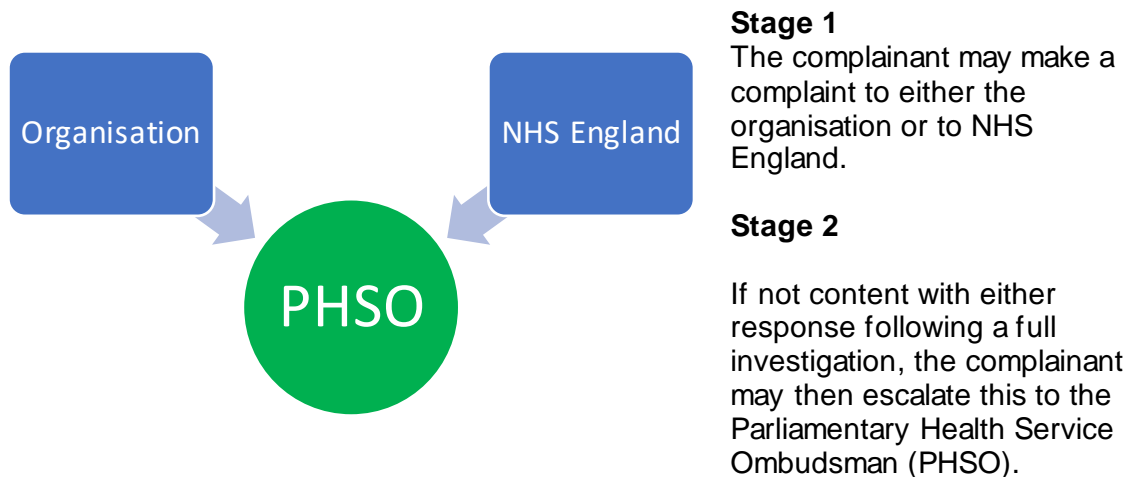 Organisation
NHS England
PHSO
Stage 1
The complainant may make a
complaint to either the
organisation or to NHS
England.
Stage 2
If not content with either
response following a full
investigation, the complainant
may then escalate this to the
Parliamentary Health Service
Ombudsman (PHSO).